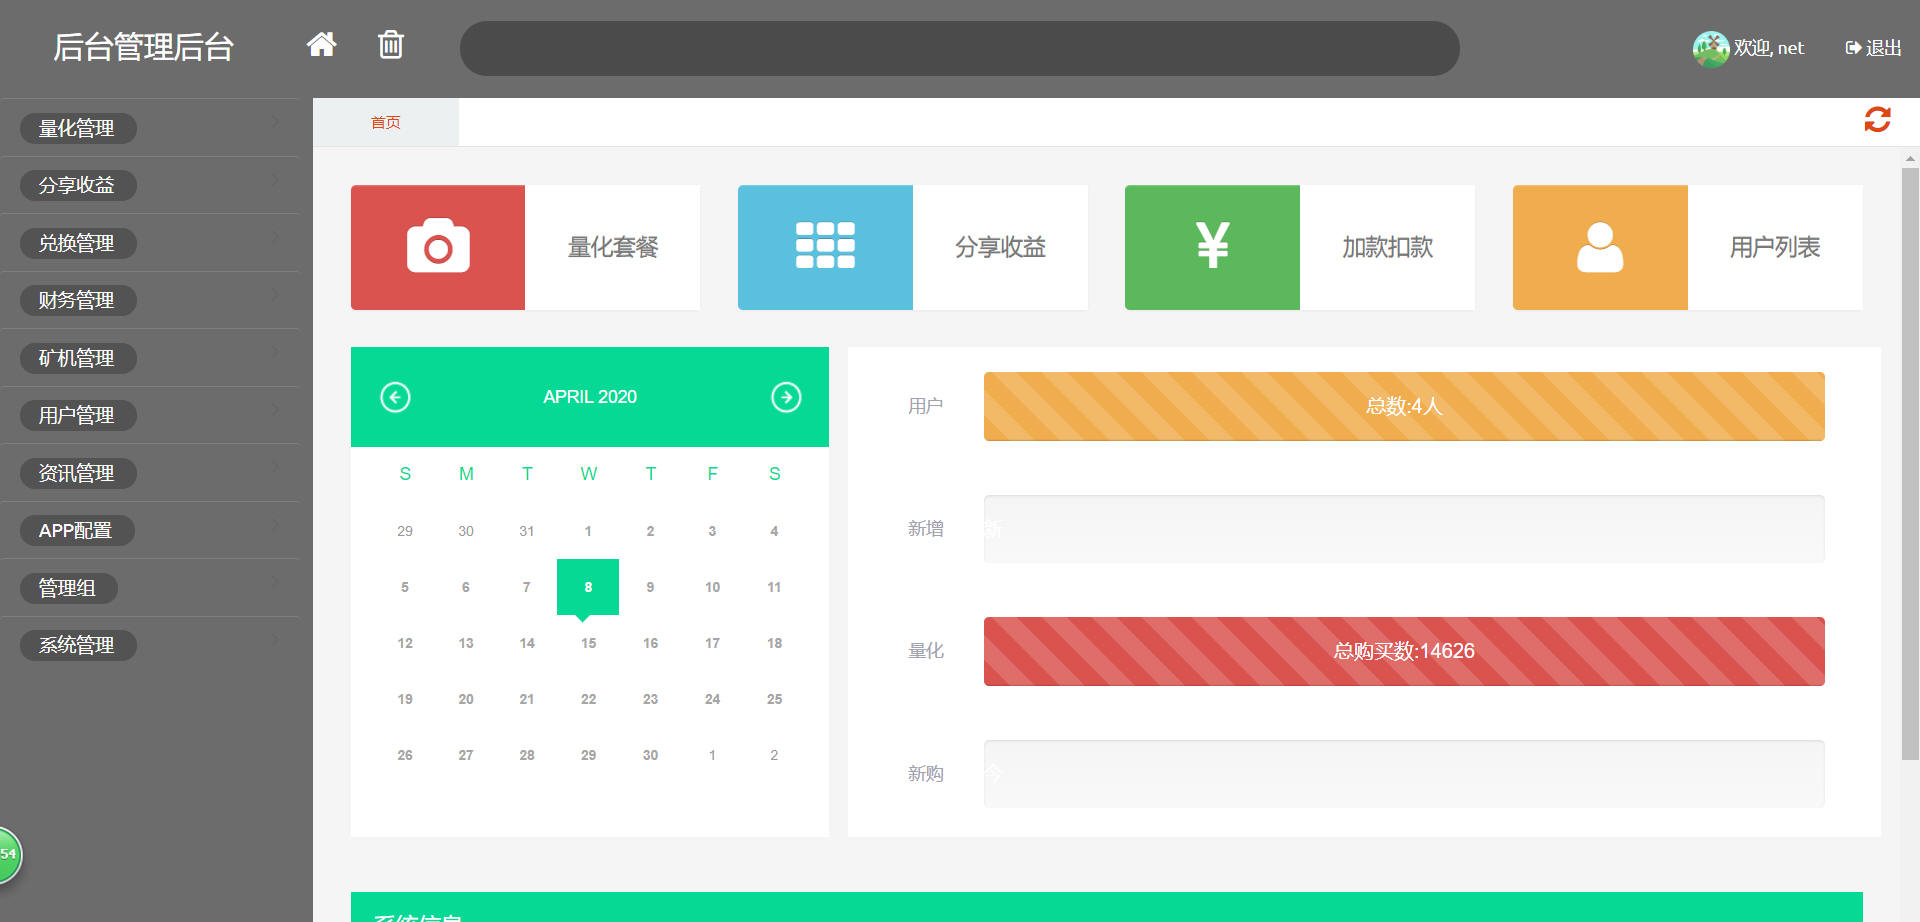 后台管理后台
欢迎, net
退出
量化管理
分享收益
兑换管理
财务管理
矿机管理
用户管理
资讯管理
APP配置
管理组
系统管理
首页
量化套餐
分享收益
加款扣款
用户列表
APRIL 2020
S M T W T F S
29 30 31 1 2 3 4
5 6 7 8 9 10 11
12 13 14 15 16 17 18
19 20 21 22 23 24 25
26 27 28 29 30 1 2
用户
总数:4人
新增
新
量化
总购买数:14626
新购
今
54
系统信息